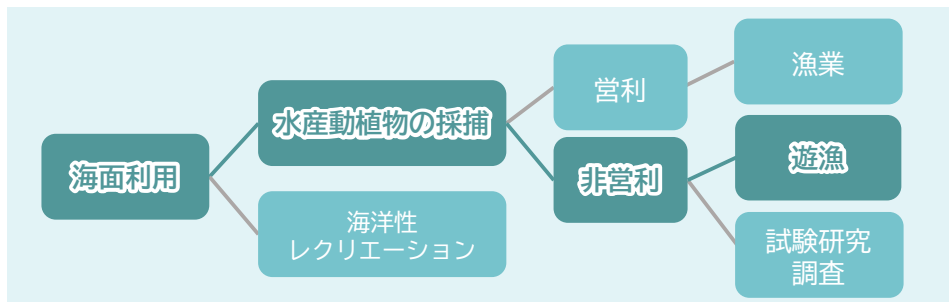 海面利用
水産動植物の採捕
海洋性
レクリエーション
営利
非営利
漁業
遊漁
試験研究
調査